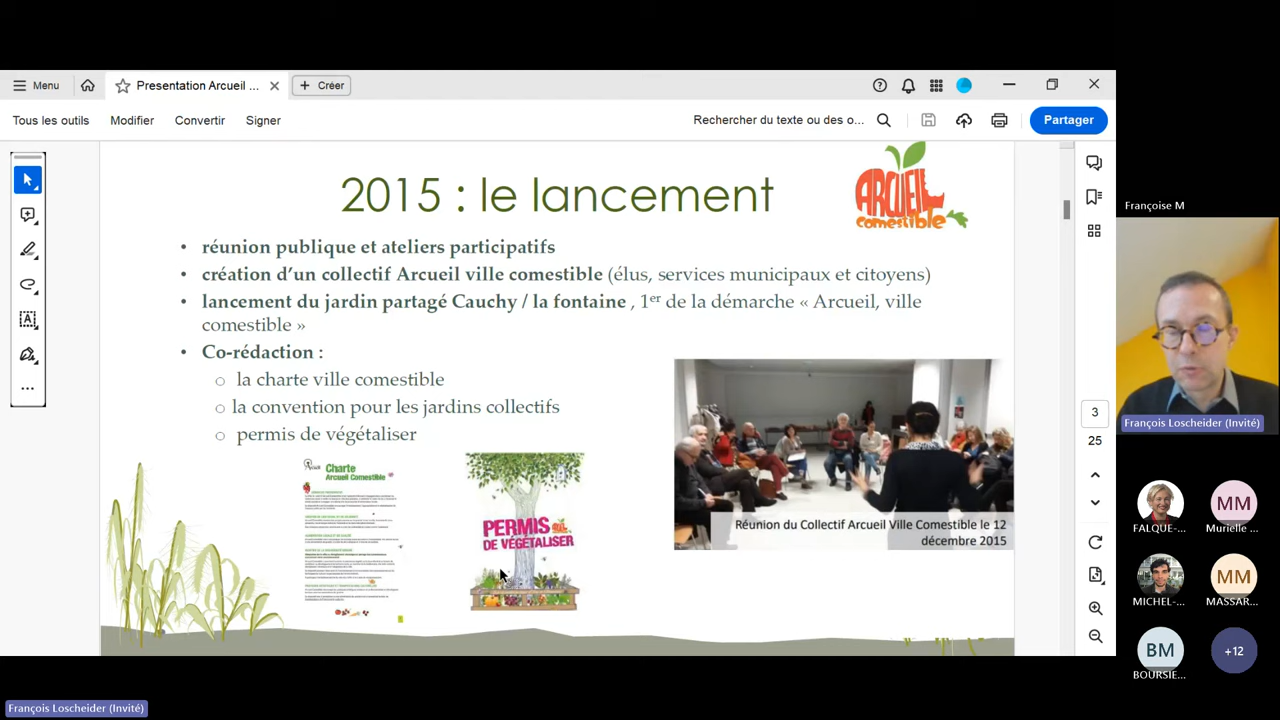 Menu
Presentation Arcueil ...
Créer
Tous les outils
Modifier
Convertir
Signer
Rechercher du texte ou des o...
Partager
2015 : le lancement
ARCUEIL
comestible
• réunion publique et ateliers participatifs
• création d’un collectif Arcueil ville comestible (élus, services municipaux et citoyens)
• lancement du jardin partagé Cauchy / la fontaine , 1er de la démarche « Arcueil, ville
comestible »
• Co-rédaction :
o la charte ville comestible
o la convention pour les jardins collectifs
o permis de végétaliser
Charte
Arcueil Comestible
PERMIS
DE VÉGÉTALISER
Réunion du Collectif Arcueil Ville Comestible le 12
décembre 2015
3
25
Françoise M
François Loscheider (Invité)
FALQUE-...
MM
Murielle ...
MICHEL-...
MM
MASSAR...
BM
BOURSIE...
+12
François Loscheider (Invité)